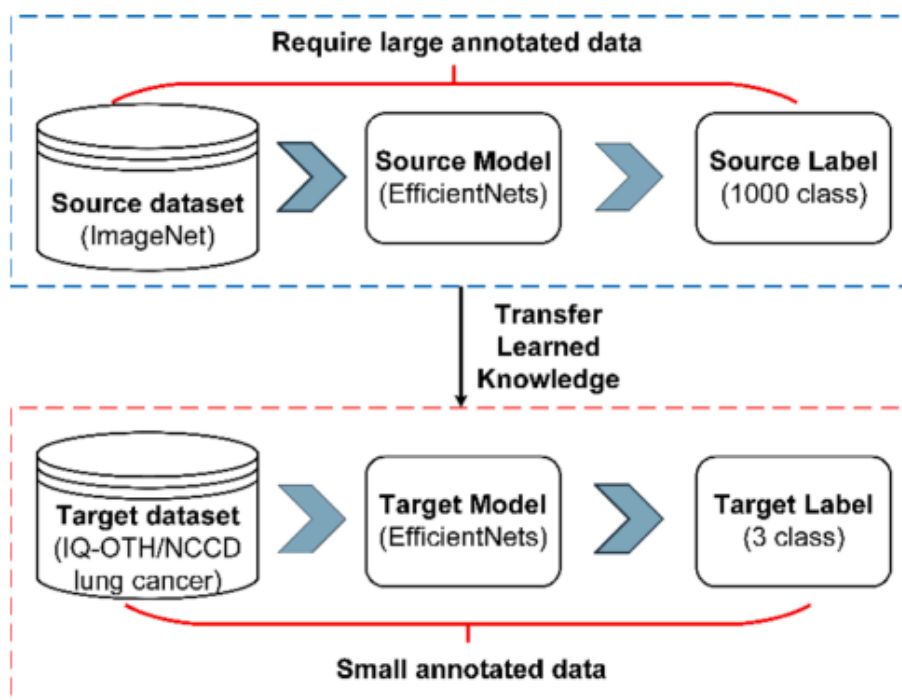 Require large annotated data
Source dataset
(ImageNet)
Source Model
(EfficientNets)
Source Label
(1000 class)
Transfer
Learned
Knowledge
Target dataset
(IQ-OTH/NCCD
lung cancer)
Target Model
(EfficientNets)
Target Label
(3 class)
Small annotated data